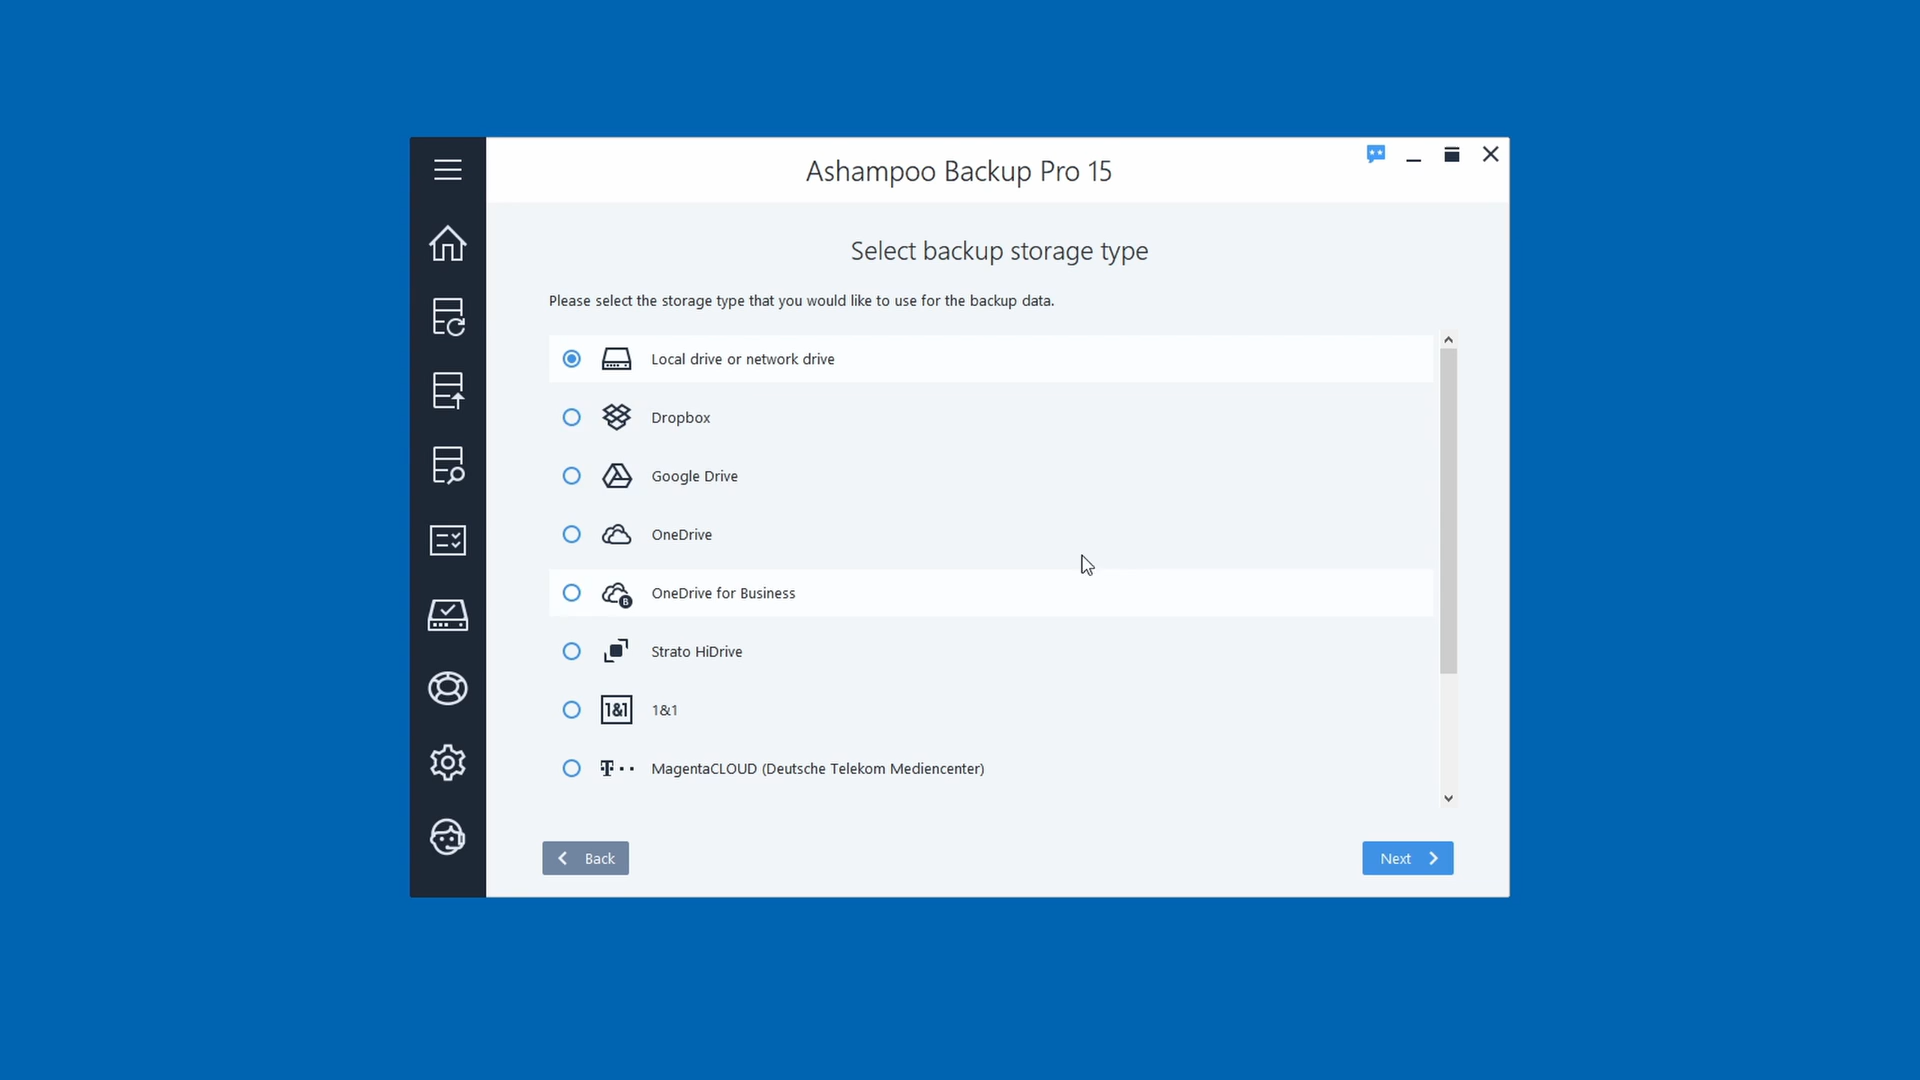 Ashampoo Backup Pro 15
Select backup storage type
Please select the storage type that you would like to use for the backup data.
Local drive or network drive
Dropbox
Google Drive
OneDrive
B OneDrive for Business
Strato HiDrive
1&1 1&1
T MagentaCLOUD (Deutsche Telekom Mediencenter)
Back
Next